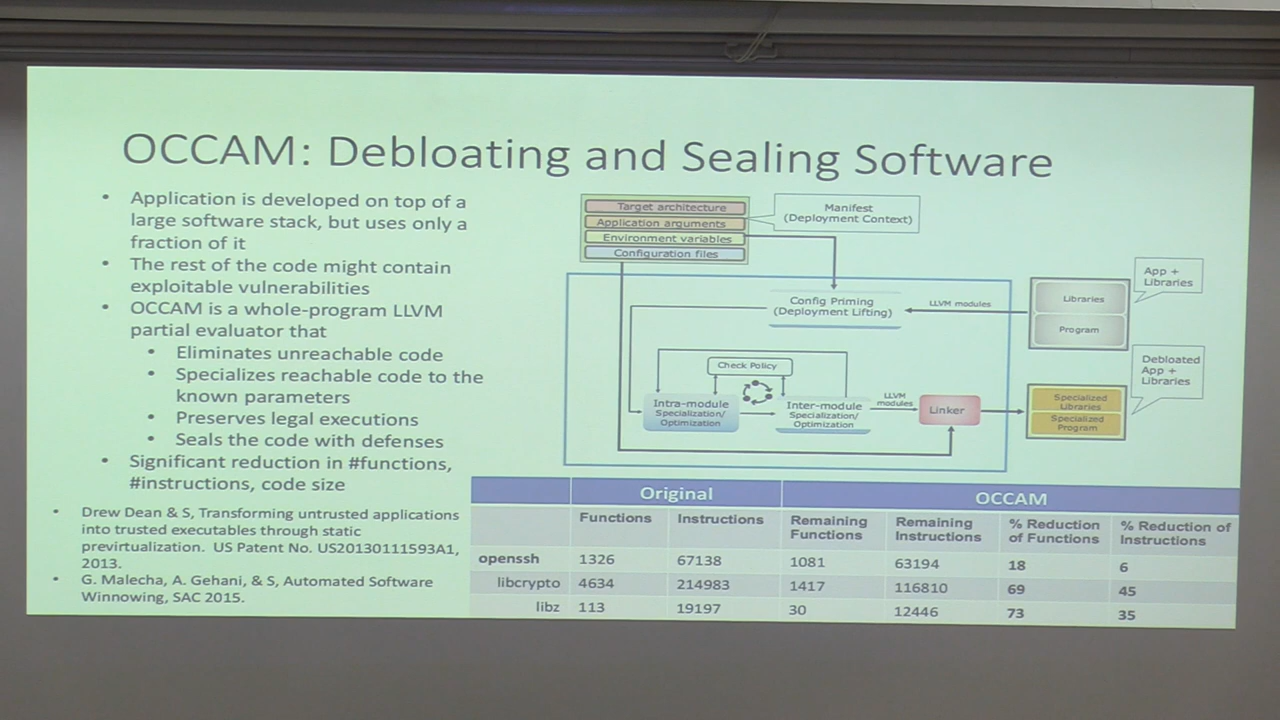 OCCAM: Debloating and Sealing Software
• Application is developed on top of a
large software stack, but uses only a
fraction of it
• The rest of the code might contain
exploitable vulnerabilities
• OCCAM is a whole-program LLVM
partial evaluator that
• Eliminates unreachable code
• Specializes reachable code to the
known parameters
• Preserves legal executions
• Seals the code with defenses
• Significant reduction in #functions,
#instructions, code size
• Drew Dean & S, Transforming untrusted applications
into trusted executables through static
previrtualization. US Patent No. US20130111593A1,
2013.
• G. Malecha, A. Gehani, & S, Automated Software
Winnowing, SAC 2015.
Target architecture
Application arguments
Environment variables
Configuration files
Manifest
(Deployment Context)
Config Priming
(Deployment Lifting)
LLVM modules
Libraries
Program
App +
Libraries
Check Policy
Intra-module
Specialization/
Optimization
Inter-module
Specialization/
Optimization
LLVM
modules
Linker
Specialized
Libraries
Specialized
Program
Debloated
App +
Libraries
Original OCCAM
Functions Instructions Remaining Functions Remaining Instructions % Reduction of Functions % Reduction of Instructions
openssh 1326 67138 1081 63194 18 6
libcrypto 4634 214983 1417 116810 69 45
libz 113 19197 30 12446 73 35